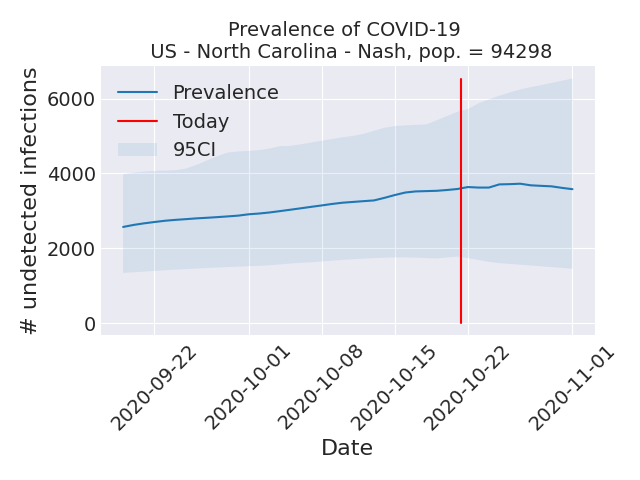 Prevalence of COVID-19
US - North Carolina - Nash, pop. = 94298
# undetected infections
6000
4000
2000
0
Prevalence
Today
95CI
2020-09-22
2020-10-01
2020-10-08
2020-10-15
2020-10-22
2020-11-01
Date